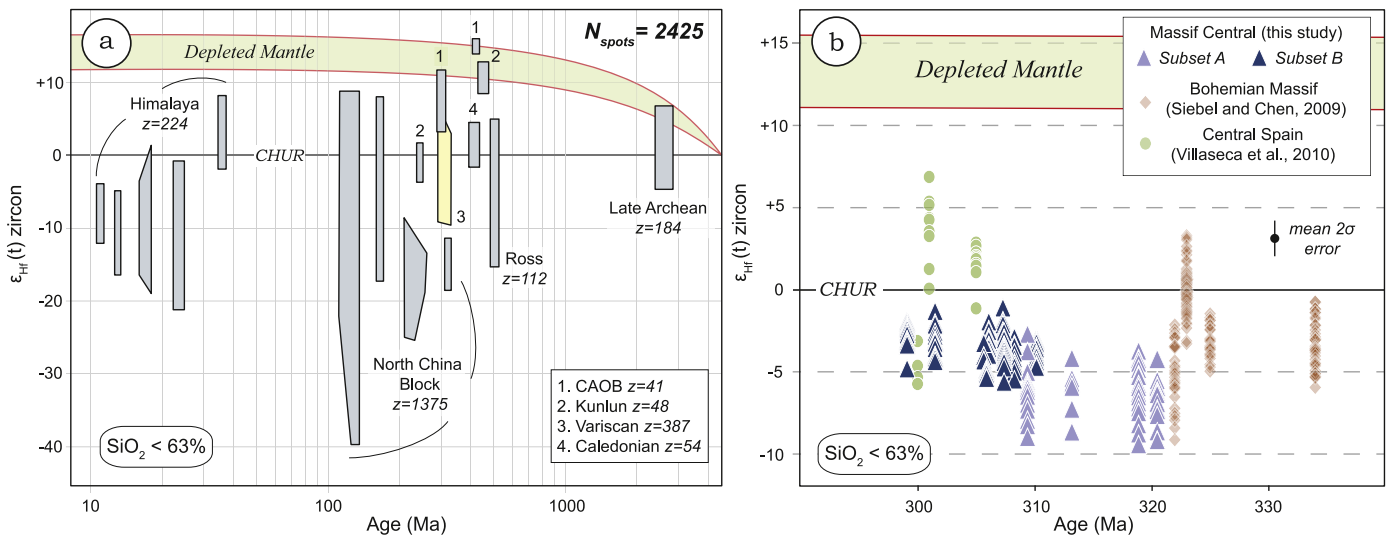 a
N_spots = 2425
Depleted Mantle
+10
0
-10
-20
-30
-40
ε_Hf(t) zircon
Himalaya
z=224
CHUR
1
1
2
4
2
3
Ross
z=112
Late Archean
z=184
North China
Block
z=1375
1. CAOB z=41
2. Kunlun z=48
3. Variscan z=387
4. Caledonian z=54
SiO₂ < 63%
10
100
1000
Age (Ma)
b
+15
+10
+5
0
-5
-10
ε_Hf(t) zircon
Depleted Mantle
Massif Central (this study)
Subset A
Subset B
Bohemian Massif
(Siebel and Chen, 2009)
Central Spain
(Villaseca et al., 2010)
mean 2σ
error
CHUR
SiO₂ < 63%
300
310
320
330
Age (Ma)